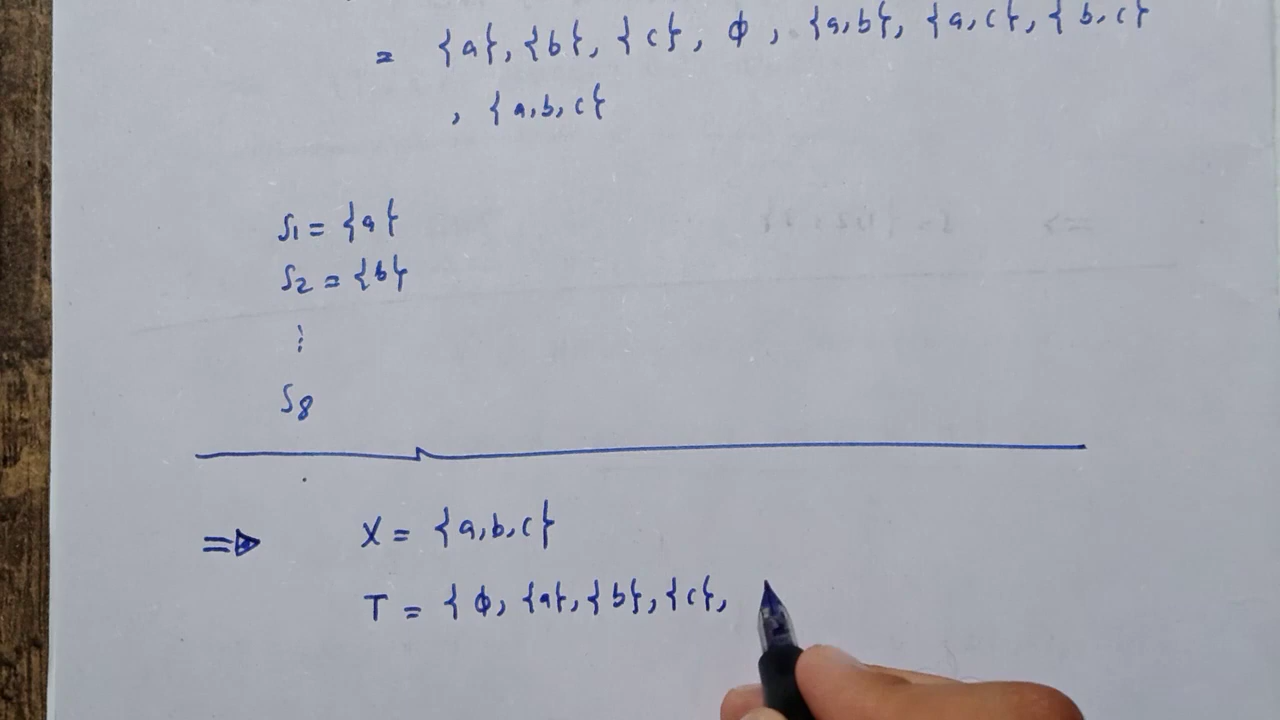 = {a}, {b}, {c}, ϕ, {a,b}, {a,c}, {b,c}
, {a,b,c}
S1 = {a}
S2 = {b}
⋮
S8
⇒ X = {a,b,c}
T = { ϕ, {a}, {b}, {c},